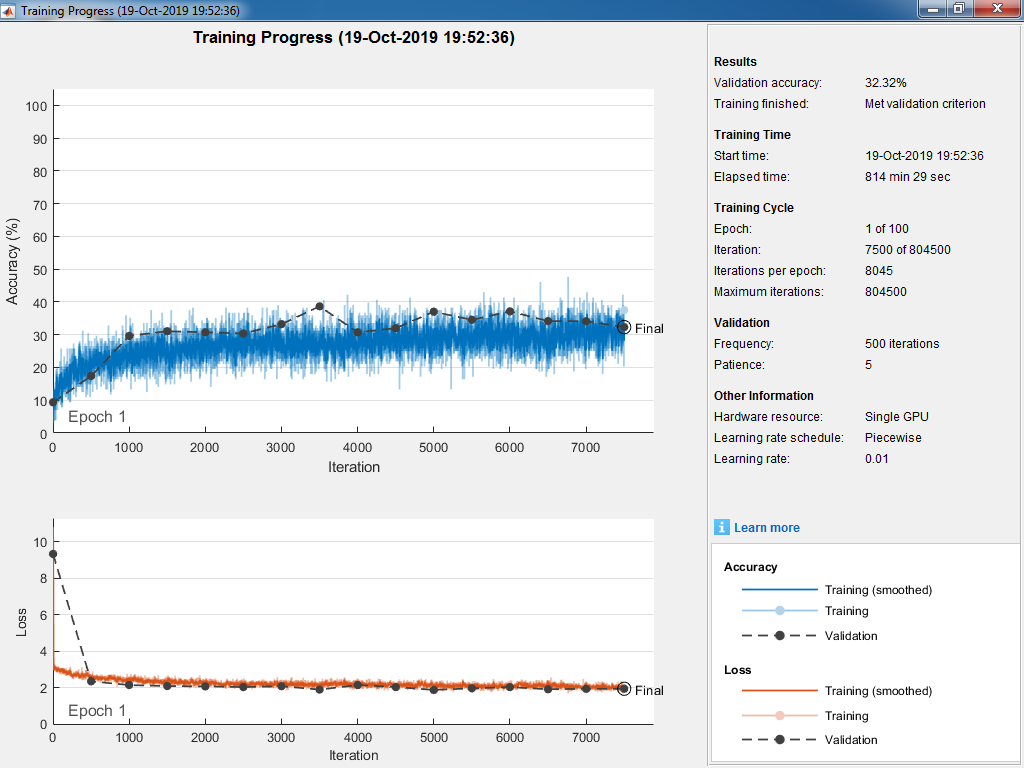 Training Progress (19-Oct-2019 19:52:36)
Training Progress (19-Oct-2019 19:52:36)
100
90
80
70
60
50
40
30
20
10
0
Accuracy (%)
Final
Epoch 1
0 1000 2000 3000 4000 5000 6000 7000
Iteration
10
8
6
4
2
0
Loss
Final
Epoch 1
0 1000 2000 3000 4000 5000 6000 7000
Iteration
Results
Validation accuracy: 32.32%
Training finished: Met validation criterion
Training Time
Start time: 19-Oct-2019 19:52:36
Elapsed time: 814 min 29 sec
Training Cycle
Epoch: 1 of 100
Iteration: 7500 of 804500
Iterations per epoch: 8045
Maximum iterations: 804500
Validation
Frequency: 500 iterations
Patience: 5
Other Information
Hardware resource: Single GPU
Learning rate schedule: Piecewise
Learning rate: 0.01
i Learn more
Accuracy
Training (smoothed)
Training
Validation
Loss
Training (smoothed)
Training
Validation